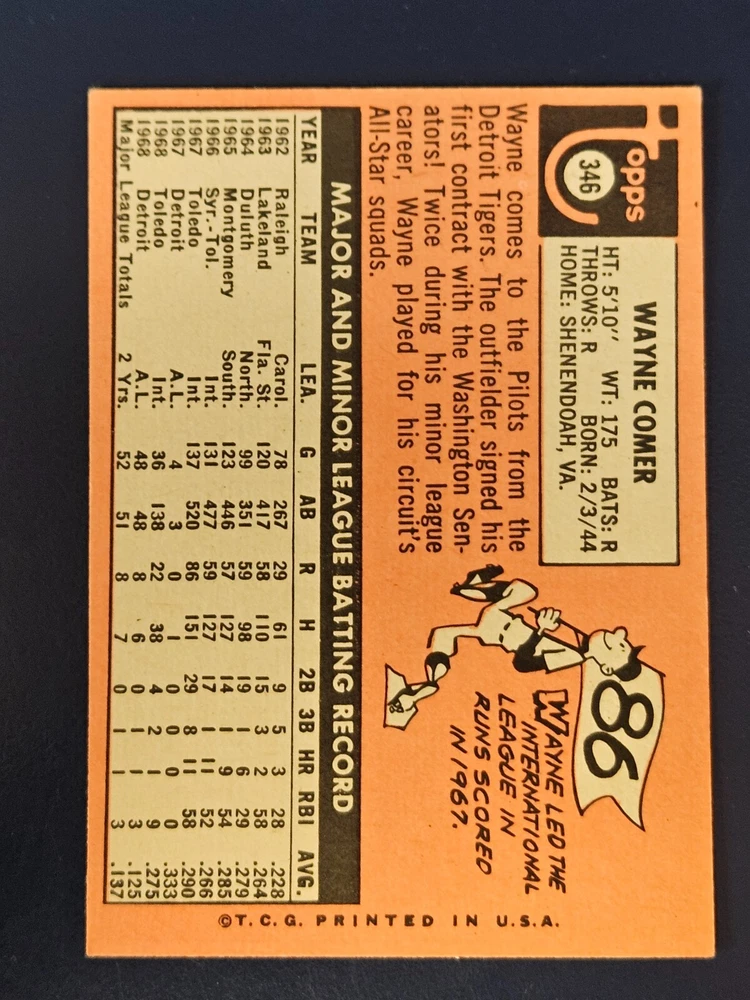 Topps
346
WAYNE COMER
HT: 5'10" WT: 175 BATS: R
THROWS: R BORN: 2/3/44
HOME: SHENENDOAH, VA.
Wayne comes to the Pilots from the
Detroit Tigers. The outfielder signed his
first contract with the Washington Sen-
ators! Twice during his minor league
career, Wayne played for his circuit's
All-Star squads.
86
WAYNE LED THE
INTERNATIONAL
LEAGUE IN
RUNS SCORED
IN 1967.
MAJOR AND MINOR LEAGUE BATTING RECORD
YEAR TEAM LEA. G AB R H 2B 3B HR RBI AVG.
1962 Raleigh Carol. 78 267 29 61 9 5 3 28 .228
1963 Lakeland Fla. St. 120 417 58 110 15 3 2 58 .264
1964 Duluth North. 99 351 59 98 19 1 6 29 .279
1965 Montgomery South. 123 446 57 127 14 1 9 54 .285
1966 Syr.-Tol. Int. 131 477 59 127 17 1 11 52 .266
1967 Toledo Int. 137 520 86 151 29 8 11 58 .290
1967 Detroit A.L. 4 3 0 1 0 0 0 0 .333
1968 Toledo Int. 36 138 22 38 4 2 1 9 .275
1968 Detroit A.L. 48 48 8 6 0 1 1 3 .125
Major League Totals 2 Yrs. 52 51 8 7 0 1 1 3 .137
©T.C.G. PRINTED IN U.S.A.